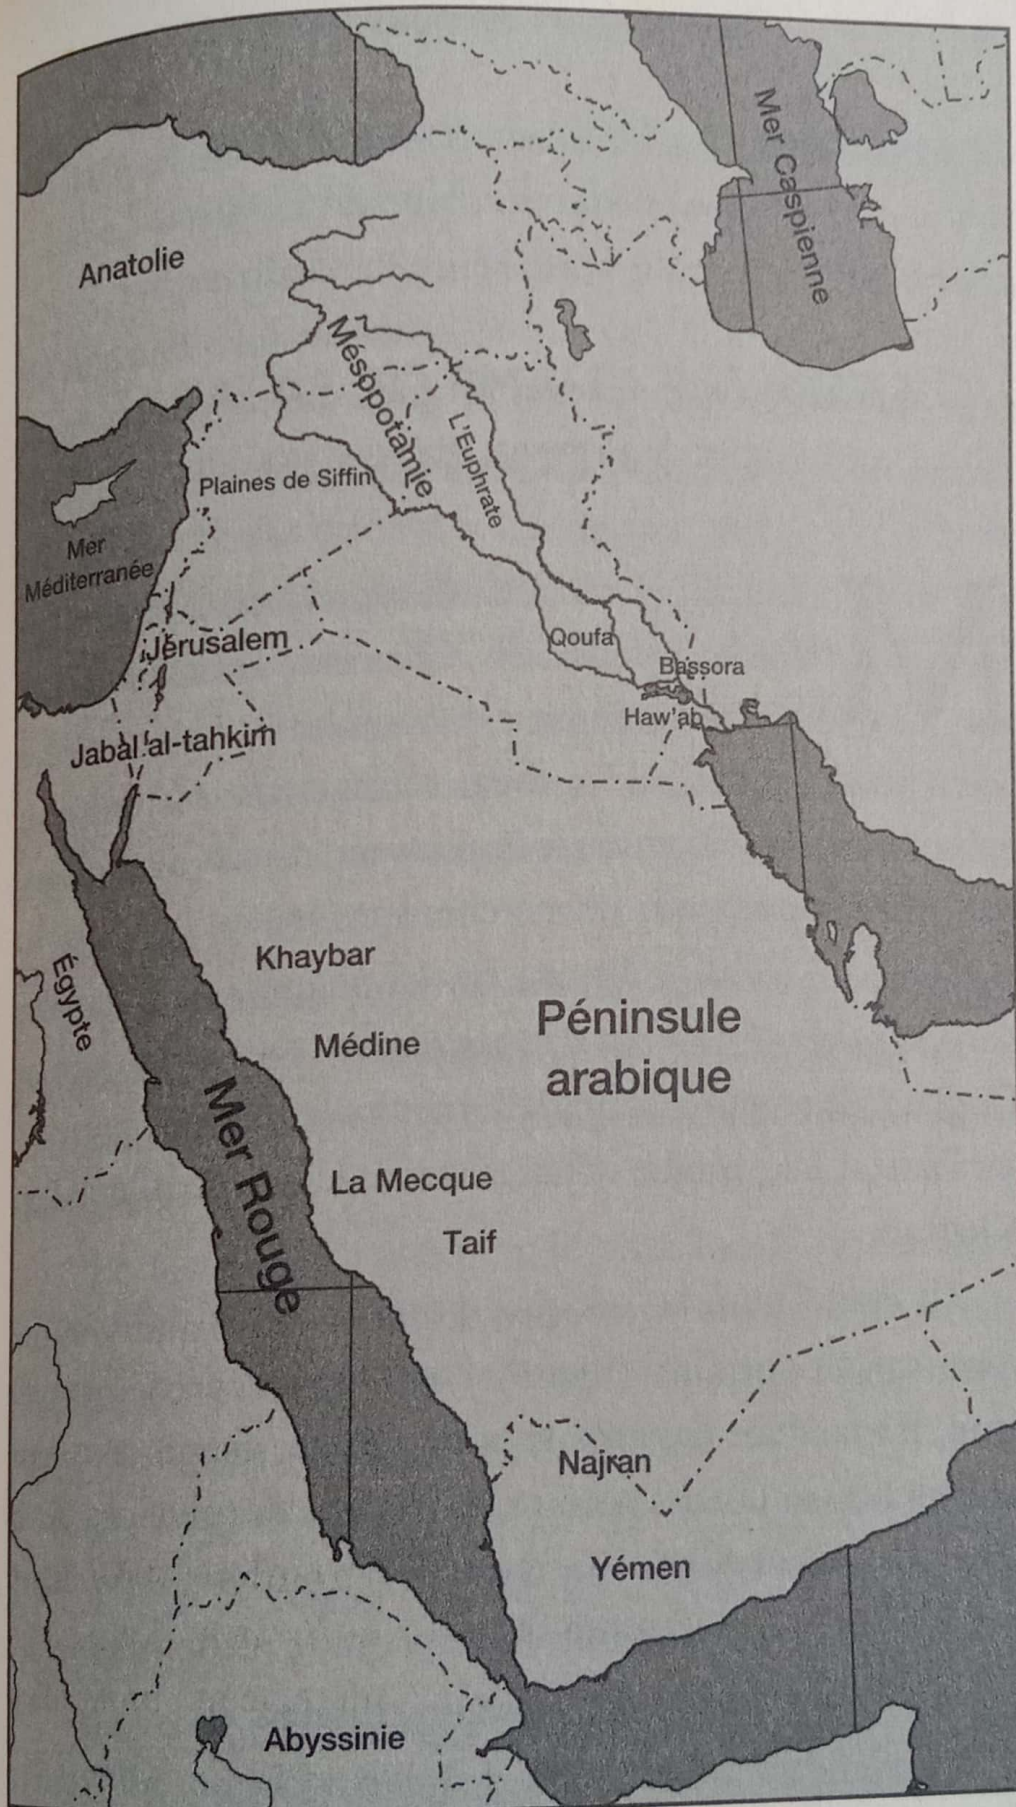 Mer Caspienne
Anatolie
Mésopotamie
L'Euphrate
Plaines de Siffin
Mer
Méditerranée
Jérusalem
Qoufa
Bassora
Haw'ab
Jabal al-tahkim
Khaybar
Égypte
Médine
Péninsule
arabique
Mer Rouge
La Mecque
Taif
Najran
Yémen
Abyssinie